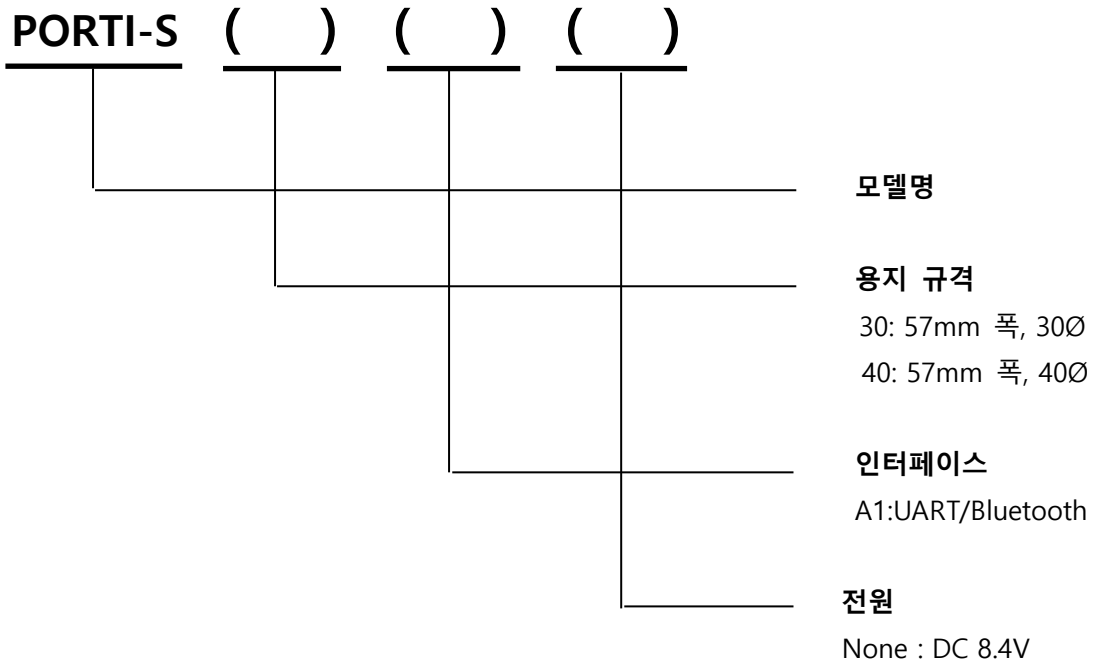 PORTI-S ( ) ( ) ( )
모델명
용지 규격
30: 57mm 폭, 30Ø
40: 57mm 폭, 40Ø
인터페이스
A1:UART/Bluetooth
전원
None : DC 8.4V